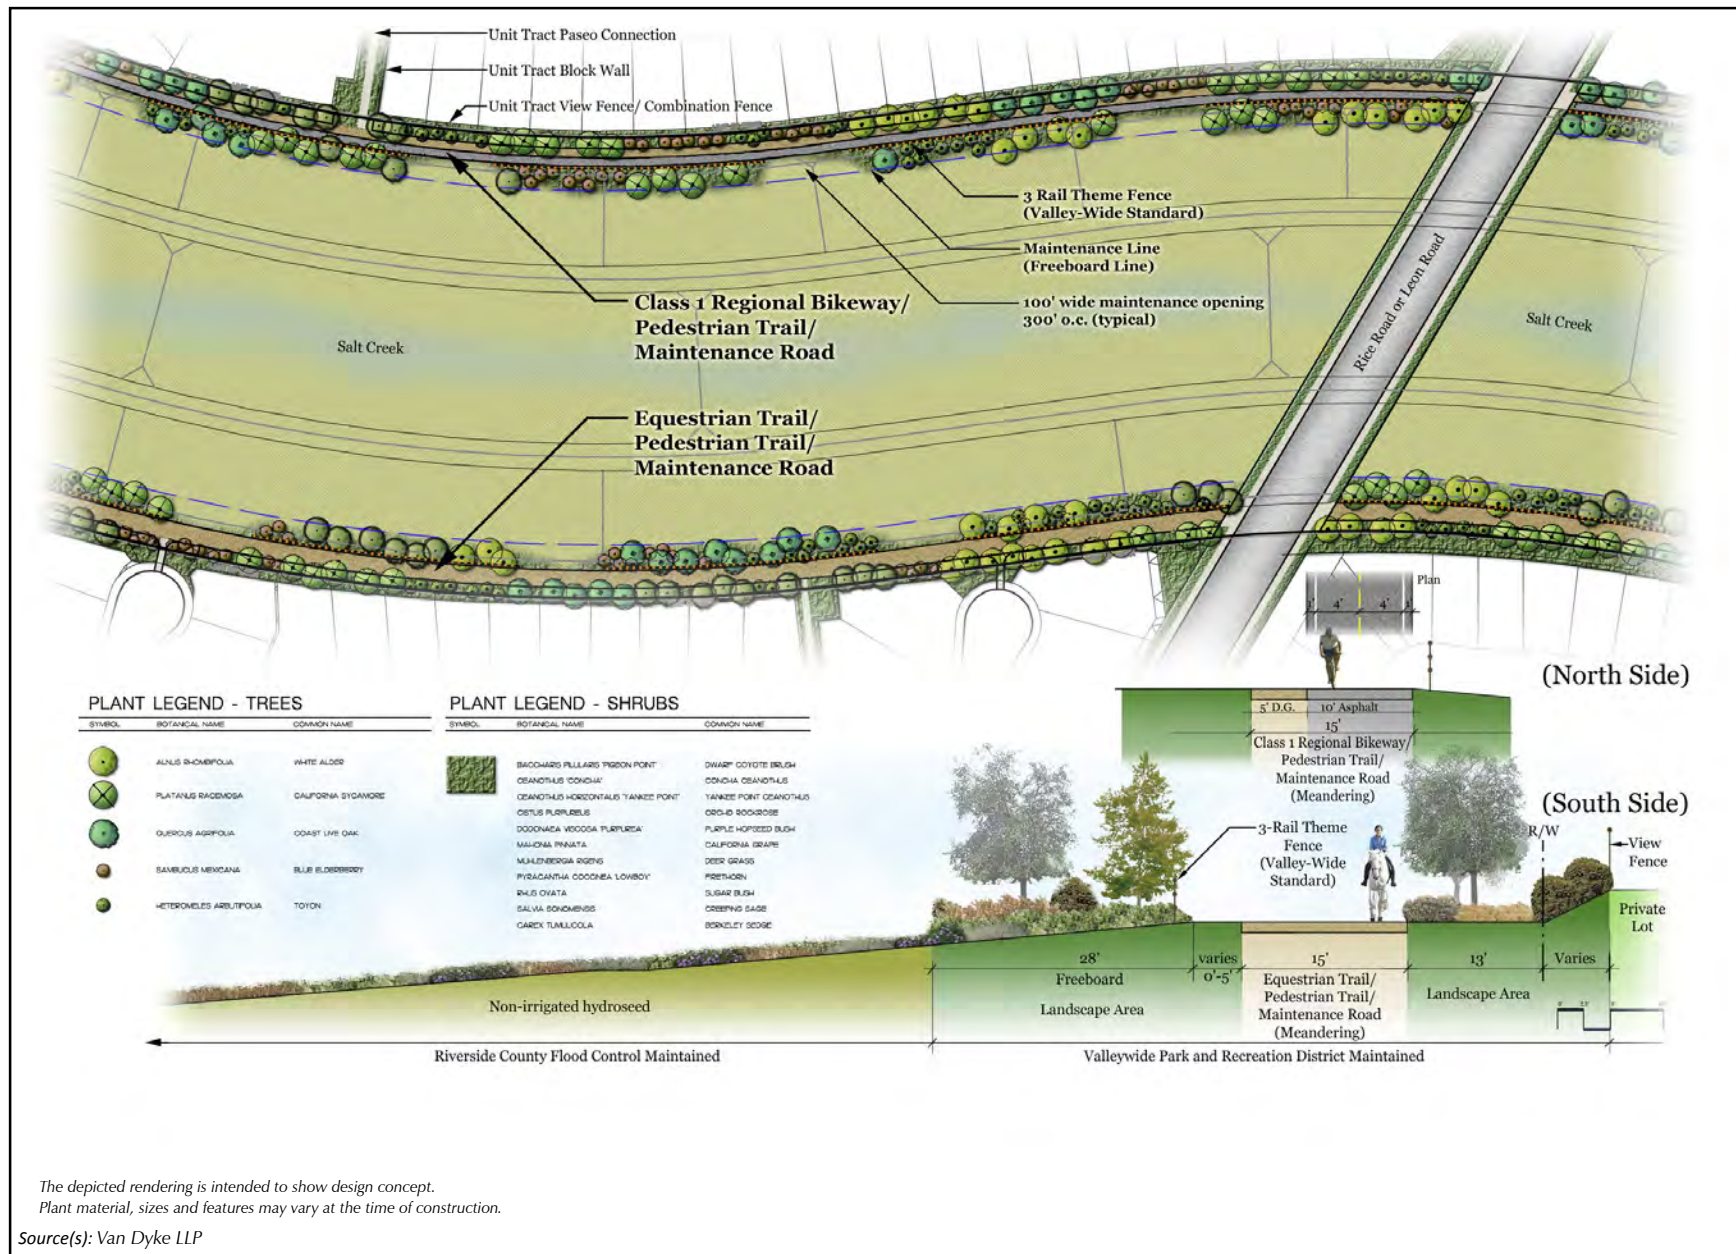 Unit Tract Paseo Connection
Unit Tract Block Wall
Unit Tract View Fence/ Combination Fence
3 Rail Theme Fence
(Valley-Wide Standard)
Maintenance Line
(Freeboard Line)
100' wide maintenance opening
300' o.c. (typical)
Class 1 Regional Bikeway/
Pedestrian Trail/
Maintenance Road
Salt Creek
Rice Road or Leon Road
Salt Creek
Equestrian Trail/
Pedestrian Trail/
Maintenance Road
Plan
1' 4' 4' 1'
(North Side)
5' D.G. 10' Asphalt
15'
Class 1 Regional Bikeway/
Pedestrian Trail/
Maintenance Road
(Meandering)
PLANT LEGEND - TREES
SYMBOL BOTANICAL NAME COMMON NAME
ALNUS RHOMBIFOLIA WHITE ALDER
PLATANUS RACEMOSA CALIFORNIA SYCAMORE
QUERCUS AGRIFOLIA COAST LIVE OAK
SAMBUCUS MEXICANA BLUE ELDERBERRY
HETEROMELES ARBUTIFOLIA TOYON
PLANT LEGEND - SHRUBS
SYMBOL BOTANICAL NAME COMMON NAME
BACCHARIS PILULARIS 'PIGEON POINT' DWARF COYOTE BRUSH
CEANOTHUS 'CONCHA' CONCHA CEANOTHUS
CEANOTHUS HORIZONTALIS 'YANKEE POINT' YANKEE POINT CEANOTHUS
CISTUS PURPUREUS ORCHID ROCKROSE
DODONAEA VISCOSA 'PURPUREA' PURPLE HOPSEED BUSH
MAHONIA PINNATA CALIFORNIA GRAPE
MUHLENBERGIA RIGENS DEER GRASS
PYRACANTHA COCCINEA 'LOWBOY' FIRETHORN
RHUS OVATA SUGAR BUSH
SALVIA SONOMENSIS CREEPING SAGE
CAREX TUMULICOLA BERKELEY SEDGE
(South Side)
3-Rail Theme
Fence
(Valley-Wide
Standard)
R/W
View
Fence
Private
Lot
28'
Freeboard
Landscape Area
varies
0'-5'
15'
Equestrian Trail/
Pedestrian Trail/
Maintenance Road
(Meandering)
13'
Landscape Area
Varies
Non-irrigated hydroseed
Riverside County Flood Control Maintained
Valleywide Park and Recreation District Maintained
The depicted rendering is intended to show design concept.
Plant material, sizes and features may vary at the time of construction.
Source(s): Van Dyke LLP